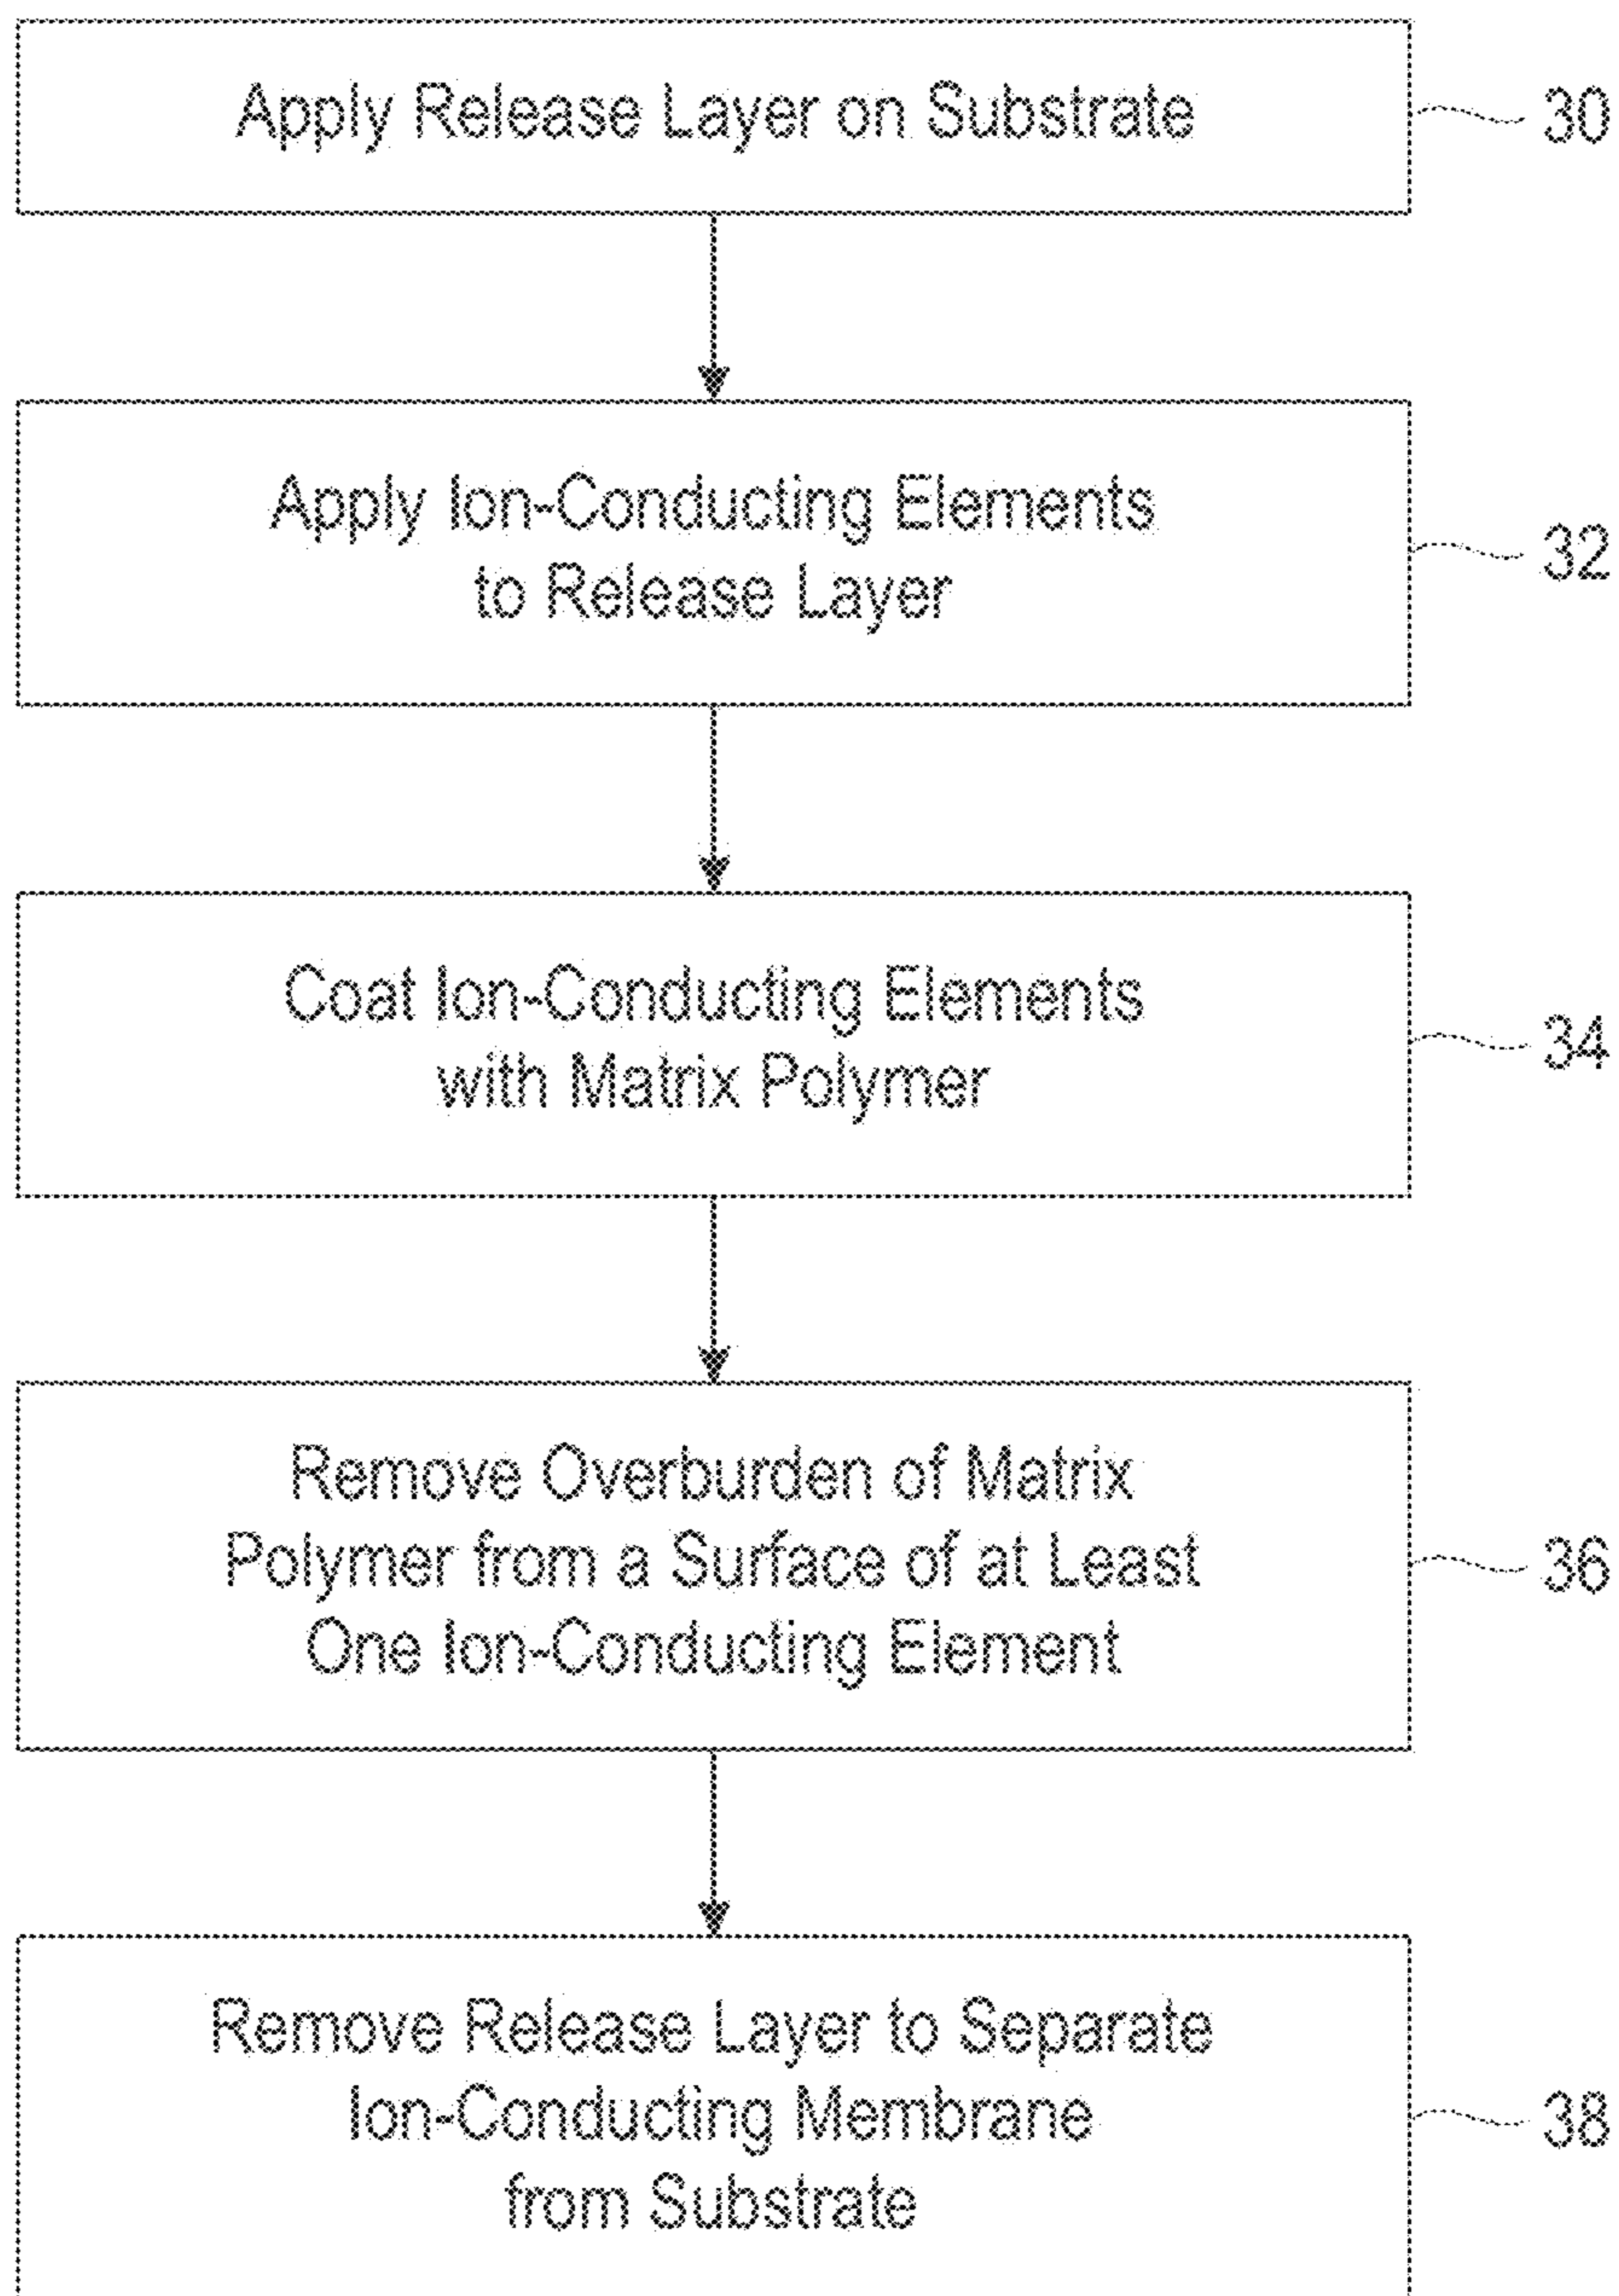 Apply Release Layer on Substrate
30
Apply Ion-Conducting Elements
to Release Layer
32
Coat Ion-Conducting Elements
with Matrix Polymer
34
Remove Overburden of Matrix
Polymer from a Surface of at Least
One Ion-Conducting Element
36
Remove Release Layer to Separate
Ion-Conducting Membrane
from Substrate
38